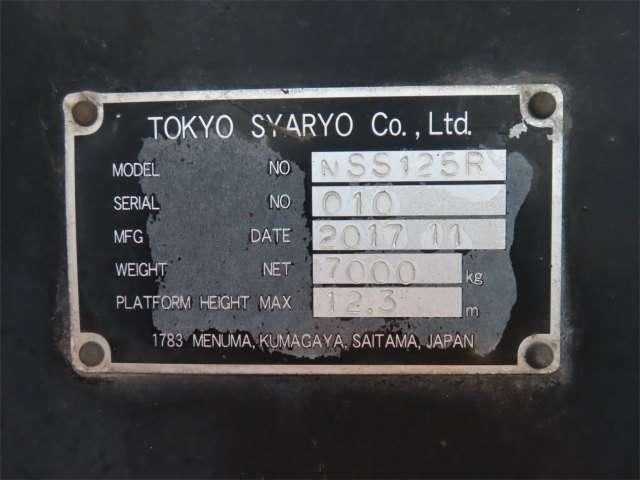 TOKYO SYARYO Co., Ltd.
MODEL NO NSS125R
SERIAL NO 010
MFG DATE 2017 11
WEIGHT NET 7000 kg
PLATFORM HEIGHT MAX 12.3 m
1783 MENUMA, KUMAGAYA, SAITAMA, JAPAN